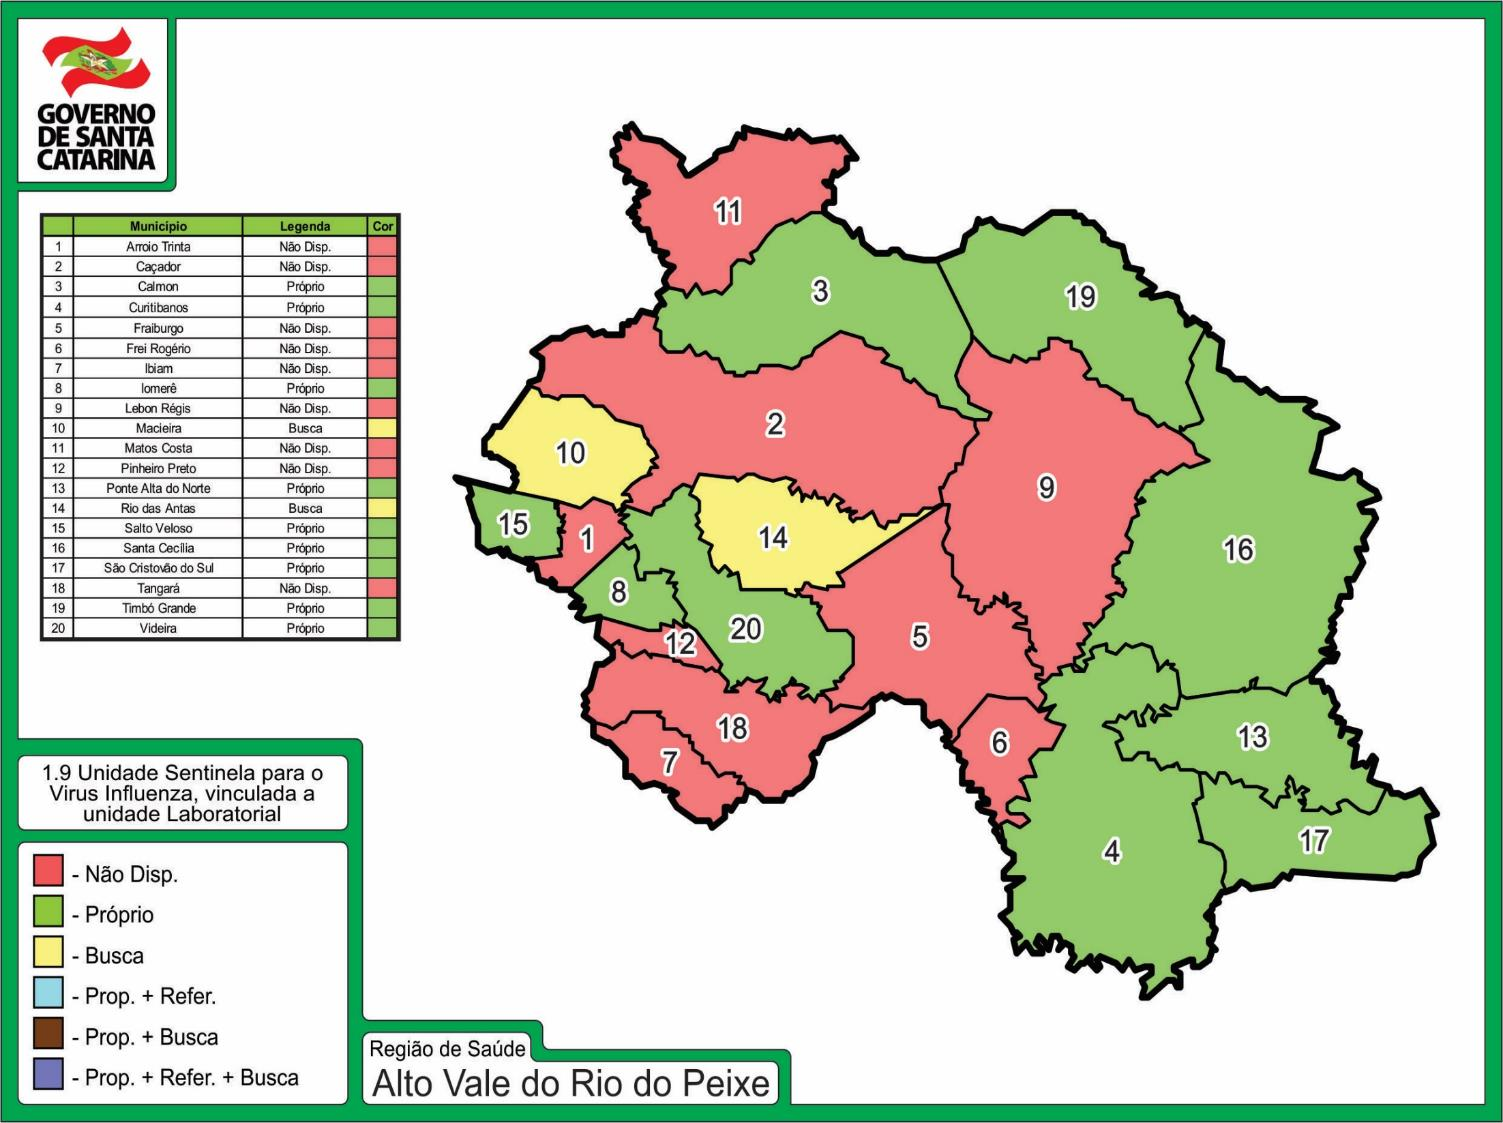 GOVERNO
DE SANTA
CATARINA
Município Legenda Cor
1 Arroio Trinta Não Disp.
2 Caçador Não Disp.
3 Calmon Próprio
4 Curitibanos Próprio
5 Fraiburgo Não Disp.
6 Frei Rogério Não Disp.
7 Ibiam Não Disp.
8 Iomerê Próprio
9 Lebon Régis Não Disp.
10 Macieira Busca
11 Matos Costa Não Disp.
12 Pinheiro Preto Não Disp.
13 Ponte Alta do Norte Próprio
14 Rio das Antas Busca
15 Salto Veloso Próprio
16 Santa Cecília Próprio
17 São Cristovão do Sul Próprio
18 Tangará Não Disp.
19 Timbó Grande Próprio
20 Videira Próprio
11
3
19
2
10
9
15
1
14
16
8
20
12
5
18
7
6
13
4
17
1.9 Unidade Sentinela para o
Virus Influenza, vinculada a
unidade Laboratorial
- Não Disp.
- Próprio
- Busca
- Prop. + Refer.
- Prop. + Busca
- Prop. + Refer. + Busca
Região de Saúde
Alto Vale do Rio do Peixe